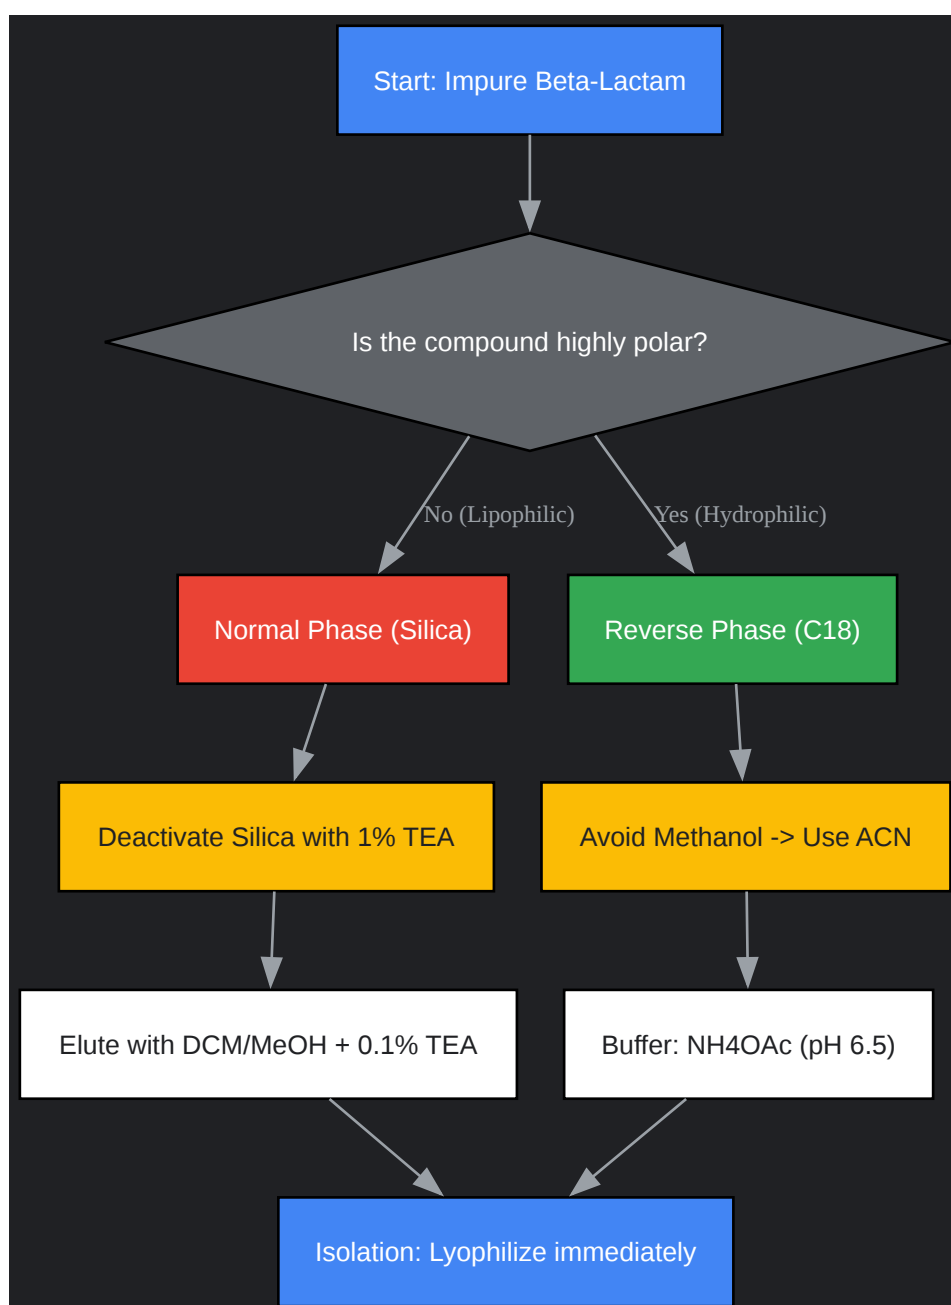 Start: Impure Beta-Lactam
Is the compound highly polar?
No (Lipophilic)
Yes (Hydrophilic)
Normal Phase (Silica)
Reverse Phase (C18)
Deactivate Silica with 1% TEA
Avoid Methanol -> Use ACN
Elute with DCM/MeOH + 0.1% TEA
Buffer: NH4OAc (pH 6.5)
Isolation: Lyophilize immediately